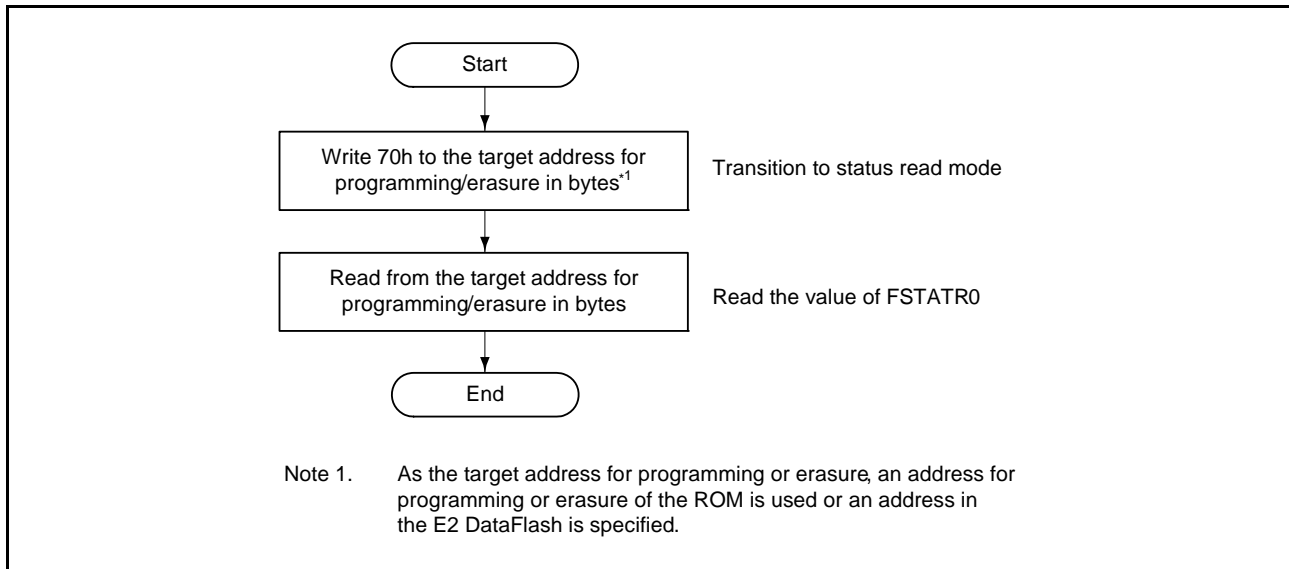 Start
Write 70h to the target address for
programming/erasure in bytes*1
Transition to status read mode
Read from the target address for
programming/erasure in bytes
Read the value of FSTATR0
End
Note 1. As the target address for programming or erasure, an address for
programming or erasure of the ROM is used or an address in
the E2 DataFlash is specified.